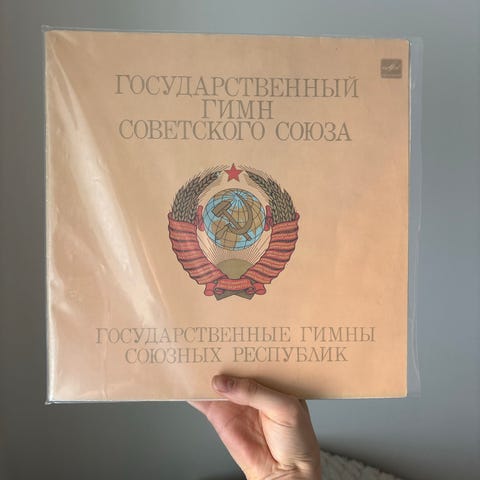 ГОСУДАРСТВЕННЫЙ
ГИМН
СОВЕТСКОГО СОЮЗА
ГОСУДАРСТВЕННЫЕ ГИМНЫ
СОЮЗНЫХ РЕСПУБЛИК